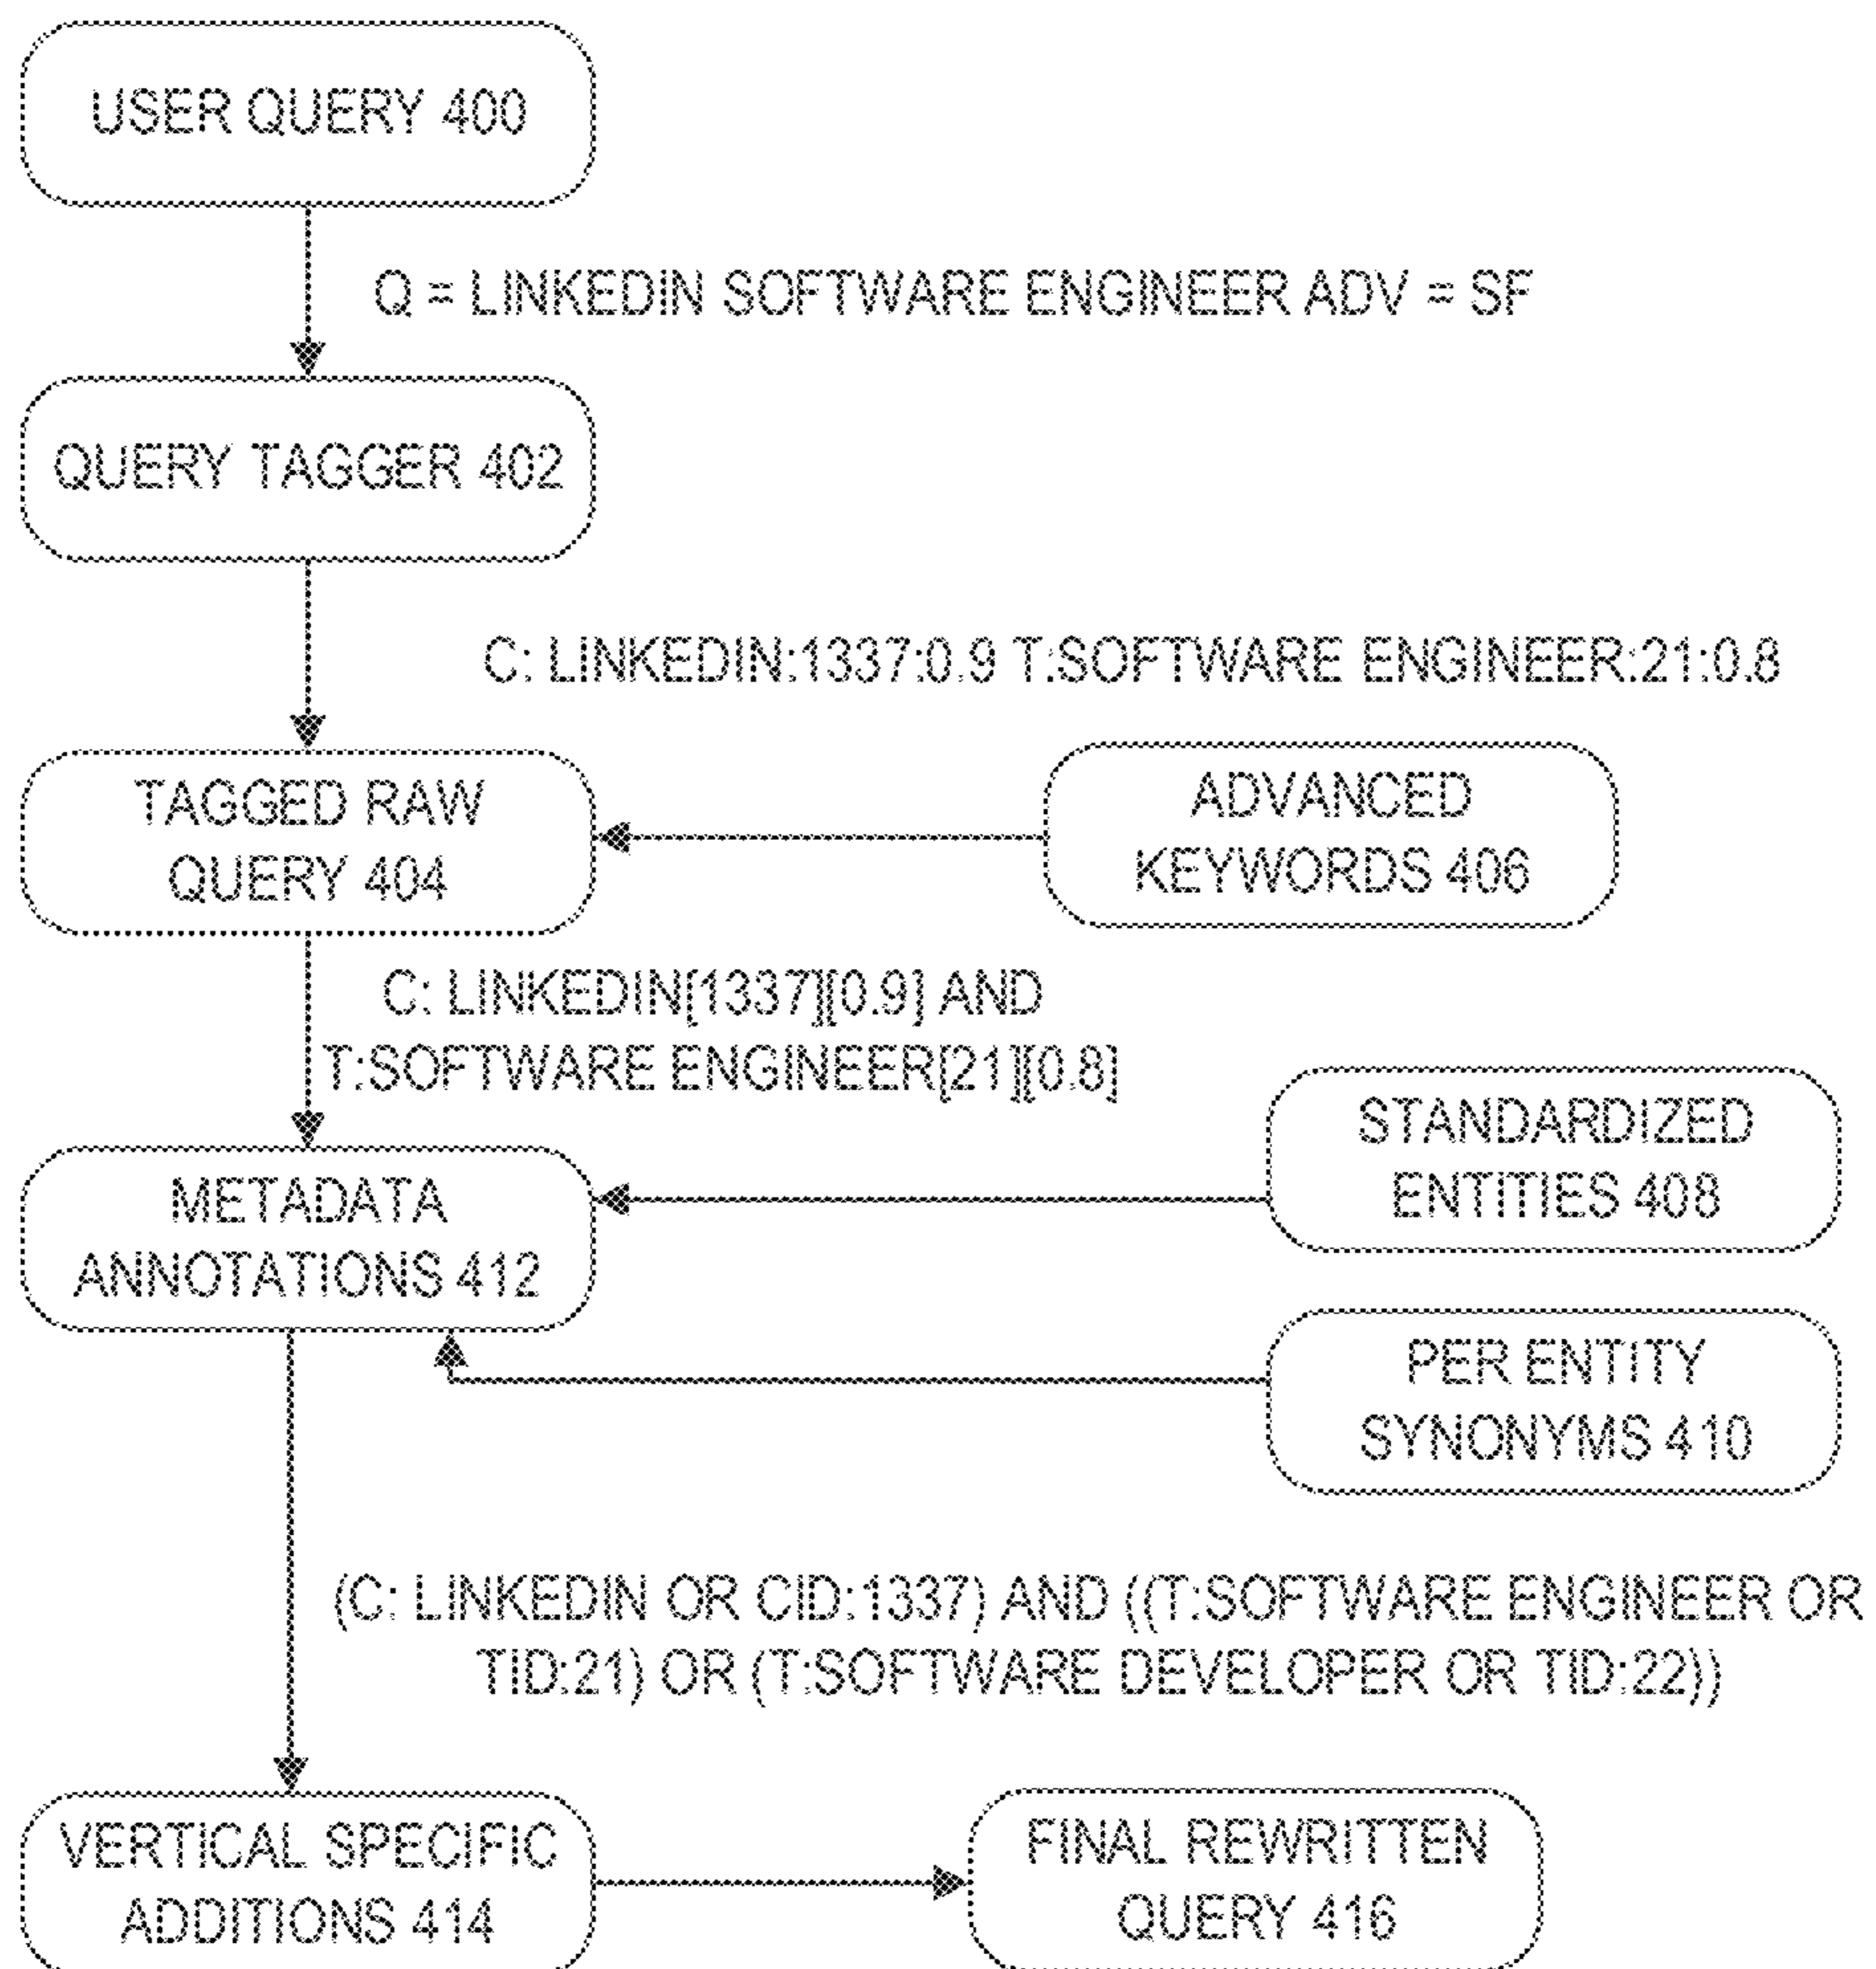 USER QUERY 400
Q = LINKEDIN SOFTWARE ENGINEER ADV = SF
QUERY TAGGER 402
C: LINKEDIN:1337:0.9 T:SOFTWARE ENGINEER:21:0.8
TAGGED RAW
QUERY 404
ADVANCED
KEYWORDS 406
C: LINKEDIN[1337][0.9] AND
T:SOFTWARE ENGINEER[21][0.8]
STANDARDIZED
ENTITIES 408
METADATA
ANNOTATIONS 412
PER ENTITY
SYNONYMS 410
(C: LINKEDIN OR CID:1337) AND ((T:SOFTWARE ENGINEER OR
TID:21) OR (T:SOFTWARE DEVELOPER OR TID:22))
VERTICAL SPECIFIC
ADDITIONS 414
FINAL REWRITTEN
QUERY 416